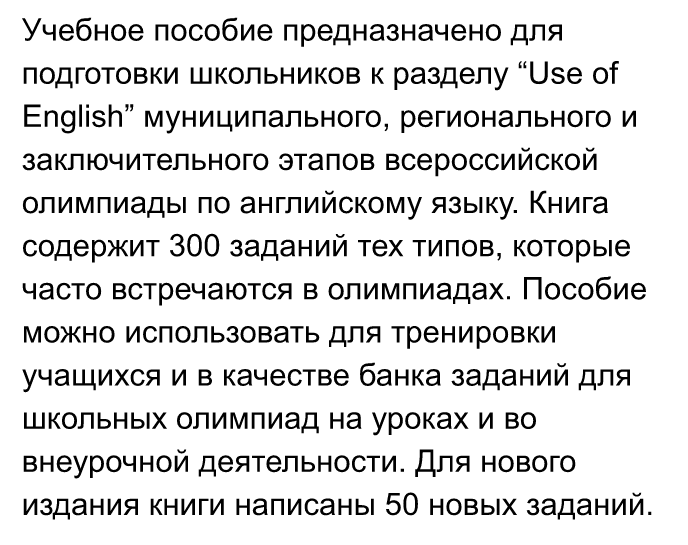 Учебное пособие предназначено для
подготовки школьников к разделу “Use of
English” муниципального, регионального и
заключительного этапов всероссийской
олимпиады по английскому языку. Книга
содержит 300 заданий тех типов, которые
часто встречаются в олимпиадах. Пособие
можно использовать для тренировки
учащихся и в качестве банка заданий для
школьных олимпиад на уроках и во
внеурочной деятельности. Для нового
издания книги написаны 50 новых заданий.